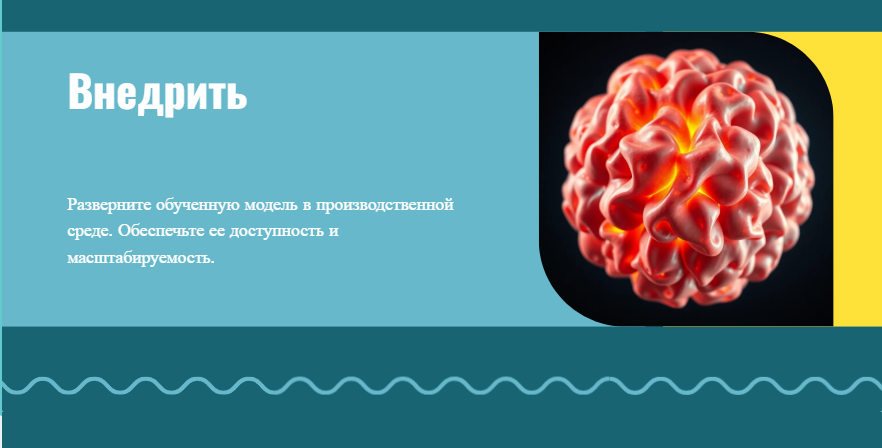 Внедрить
Разверните обученную модель в производственной
среде. Обеспечьте ее доступность и
масштабируемость.